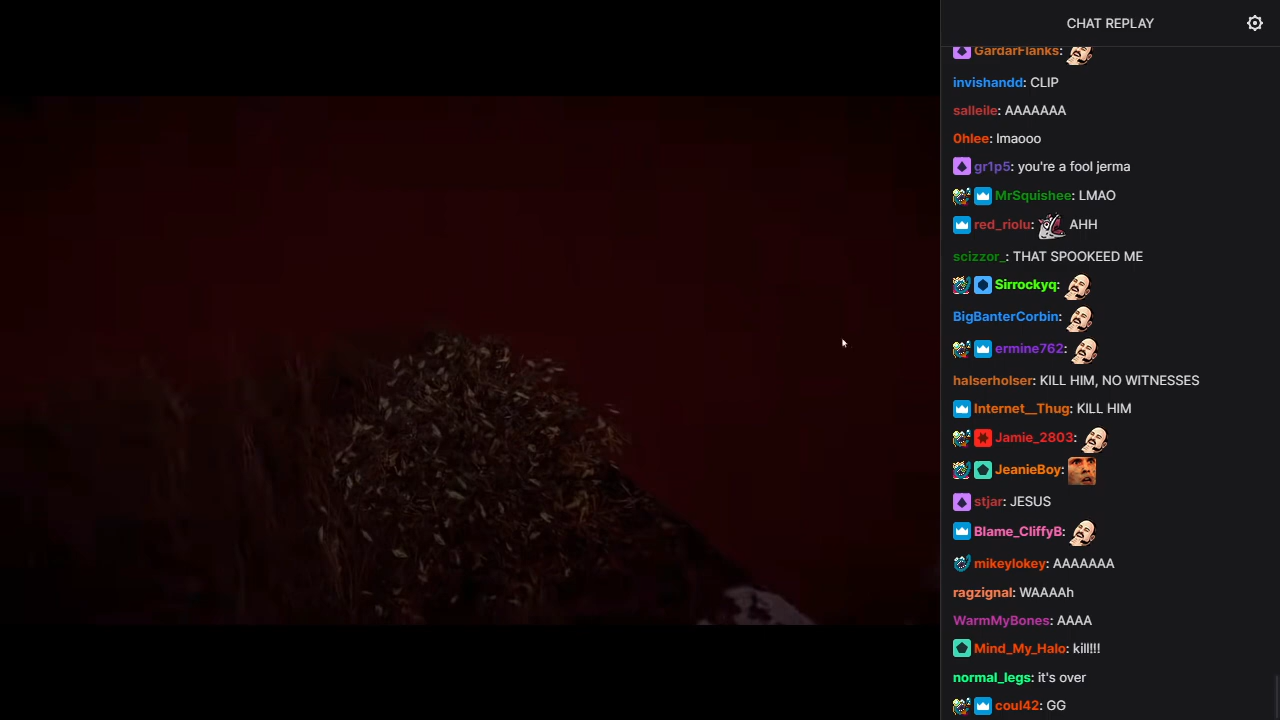 CHAT REPLAY
GardarFlanks:
invishandd: CLIP
salleile: AAAAAAA
0hlee: lmaooo
gr1p5: you're a fool jerma
MrSquishee: LMAO
red_riolu: AHH
scizzor_: THAT SPOOKEED ME
Sirrockyq:
BigBanterCorbin:
ermine762:
halserholser: KILL HIM, NO WITNESSES
Internet__Thug: KILL HIM
Jamie_2803:
JeanieBoy:
stjar: JESUS
Blame_CliffyB:
mikeylokey: AAAAAAA
ragzignal: WAAAAh
WarmMyBones: AAAA
Mind_My_Halo: kill!!!
normal_legs: it's over
coul42: GG